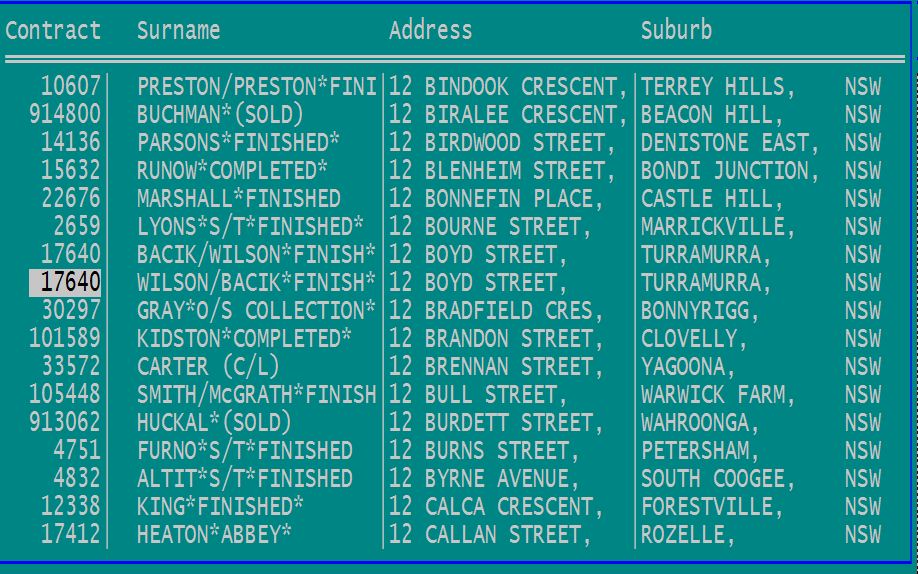 Contract Surname Address Suburb
10607| PRESTON/PRESTON*FINI|12 BINDOOK CRESCENT,|TERREY HILLS, NSW
914800| BUCHMAN*(SOLD) |12 BIRALEE CRESCENT,|BEACON HILL, NSW
14136| PARSONS*FINISHED* |12 BIRDWOOD STREET, |DENISTONE EAST, NSW
15632| RUNOW*COMPLETED* |12 BLENHEIM STREET, |BONDI JUNCTION, NSW
22676| MARSHALL*FINISHED |12 BONNEFIN PLACE, |CASTLE HILL, NSW
2659| LYONS*S/T*FINISHED* |12 BOURNE STREET, |MARRICKVILLE, NSW
17640| BACIK/WILSON*FINISH*|12 BOYD STREET, |TURRAMURRA, NSW
17640| WILSON/BACIK*FINISH*|12 BOYD STREET, |TURRAMURRA, NSW
30297| GRAY*O/S COLLECTION*|12 BRADFIELD CRES, |BONNYRIGG, NSW
101589| KIDSTON*COMPLETED* |12 BRANDON STREET, |CLOVELLY, NSW
33572| CARTER (C/L) |12 BRENNAN STREET, |YAGOONA, NSW
105448| SMITH/McGRATH*FINISH|12 BULL STREET, |WARWICK FARM, NSW
913062| HUCKAL*(SOLD) |12 BURDETT STREET, |WAHROONGA, NSW
4751| FURNO*S/T*FINISHED |12 BURNS STREET, |PETERSHAM, NSW
4832| ALTIT*S/T*FINISHED |12 BYRNE AVENUE, |SOUTH COOGEE, NSW
12338| KING*FINISHED* |12 CALCA CRESCENT, |FORESTVILLE, NSW
17412| HEATON*ABBEY* |12 CALLAN STREET, |ROZELLE, NSW